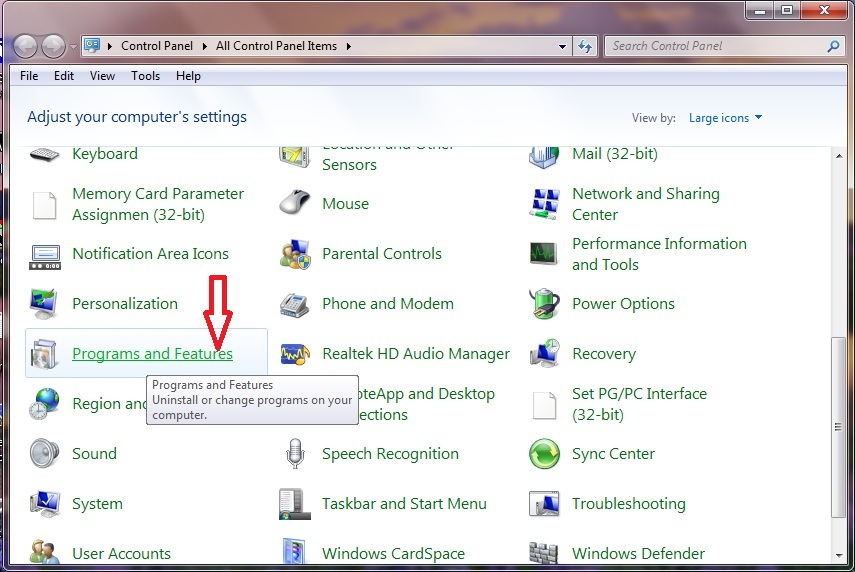 Control Panel
All Control Panel Items
Search Control Panel
File Edit View Tools Help
Adjust your computer's settings
View by: Large icons
Keyboard
Location and Other
Sensors
Mail (32-bit)
Memory Card Parameter
Assignmen (32-bit)
Mouse
Network and Sharing
Center
Notification Area Icons
Parental Controls
Performance Information
and Tools
Personalization
Phone and Modem
Power Options
Programs and Features
Realtek HD Audio Manager
Recovery
Programs and Features
Uninstall or change programs on your
computer.
Region and
oteApp and Desktop
ections
Set PG/PC Interface
(32-bit)
Sound
Speech Recognition
Sync Center
System
Taskbar and Start Menu
Troubleshooting
User Accounts
Windows CardSpace
Windows Defender